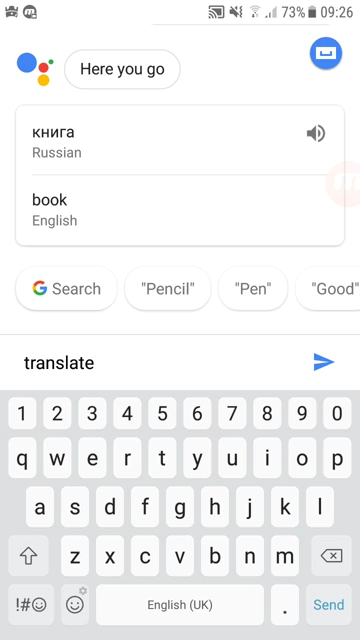 73% 09:26
Here you go
книга
Russian
book
English
Search "Pencil" "Pen" "Good"
translate
1 2 3 4 5 6 7 8 9 0
q w e r t y u i o p
a s d f g h j k l
z x c v b n m
!#☺ English (UK) . Send